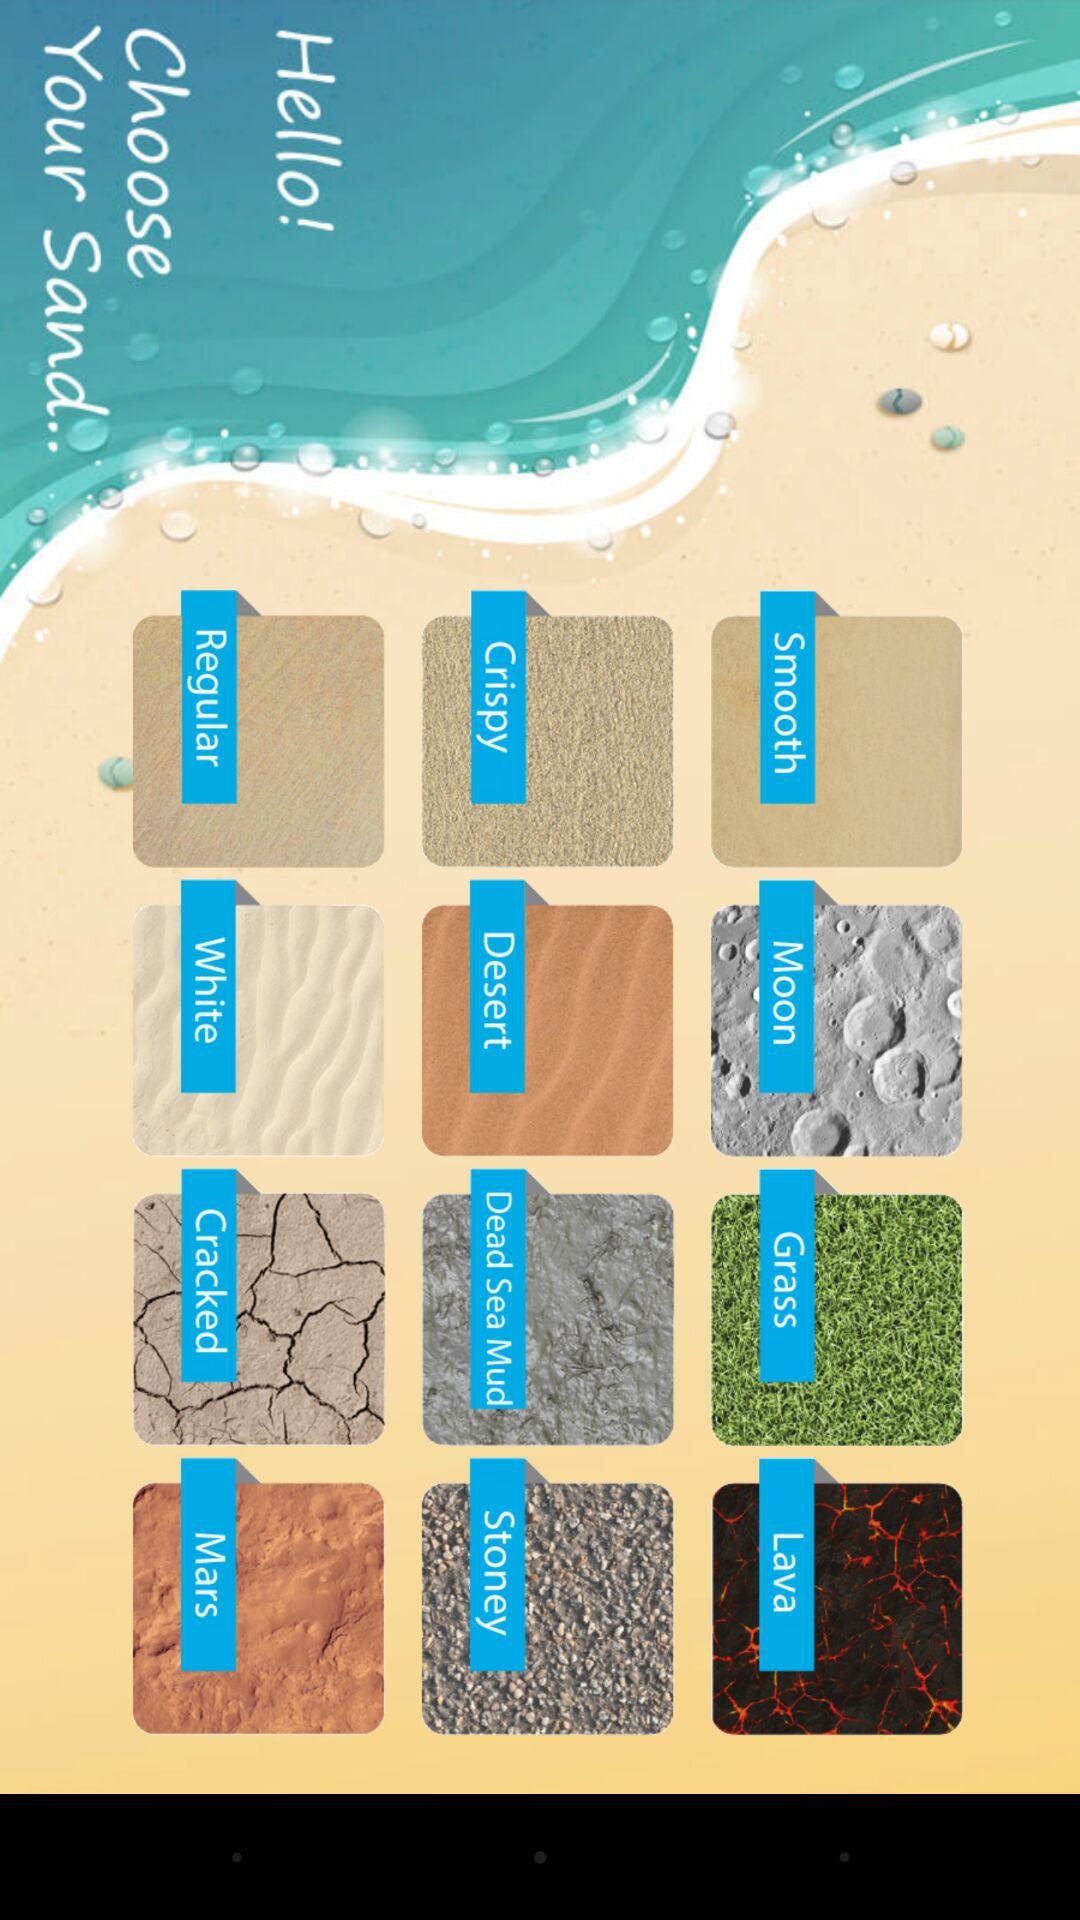 Hello!
Choose
Your Sand...
Smooth
Moon
Grass
Lava
Crispy
Desert
Dead Sea Mud
Stoney
Regular
White
Cracked
Mars